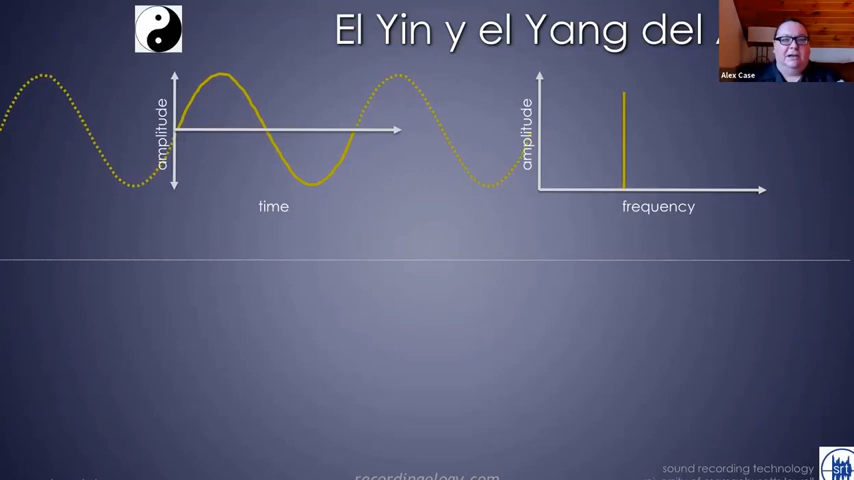 El Yin y el Yang del
Alex Case
amplitude
time
amplitude
frequency
recordingology.com
sound recording technology
srt